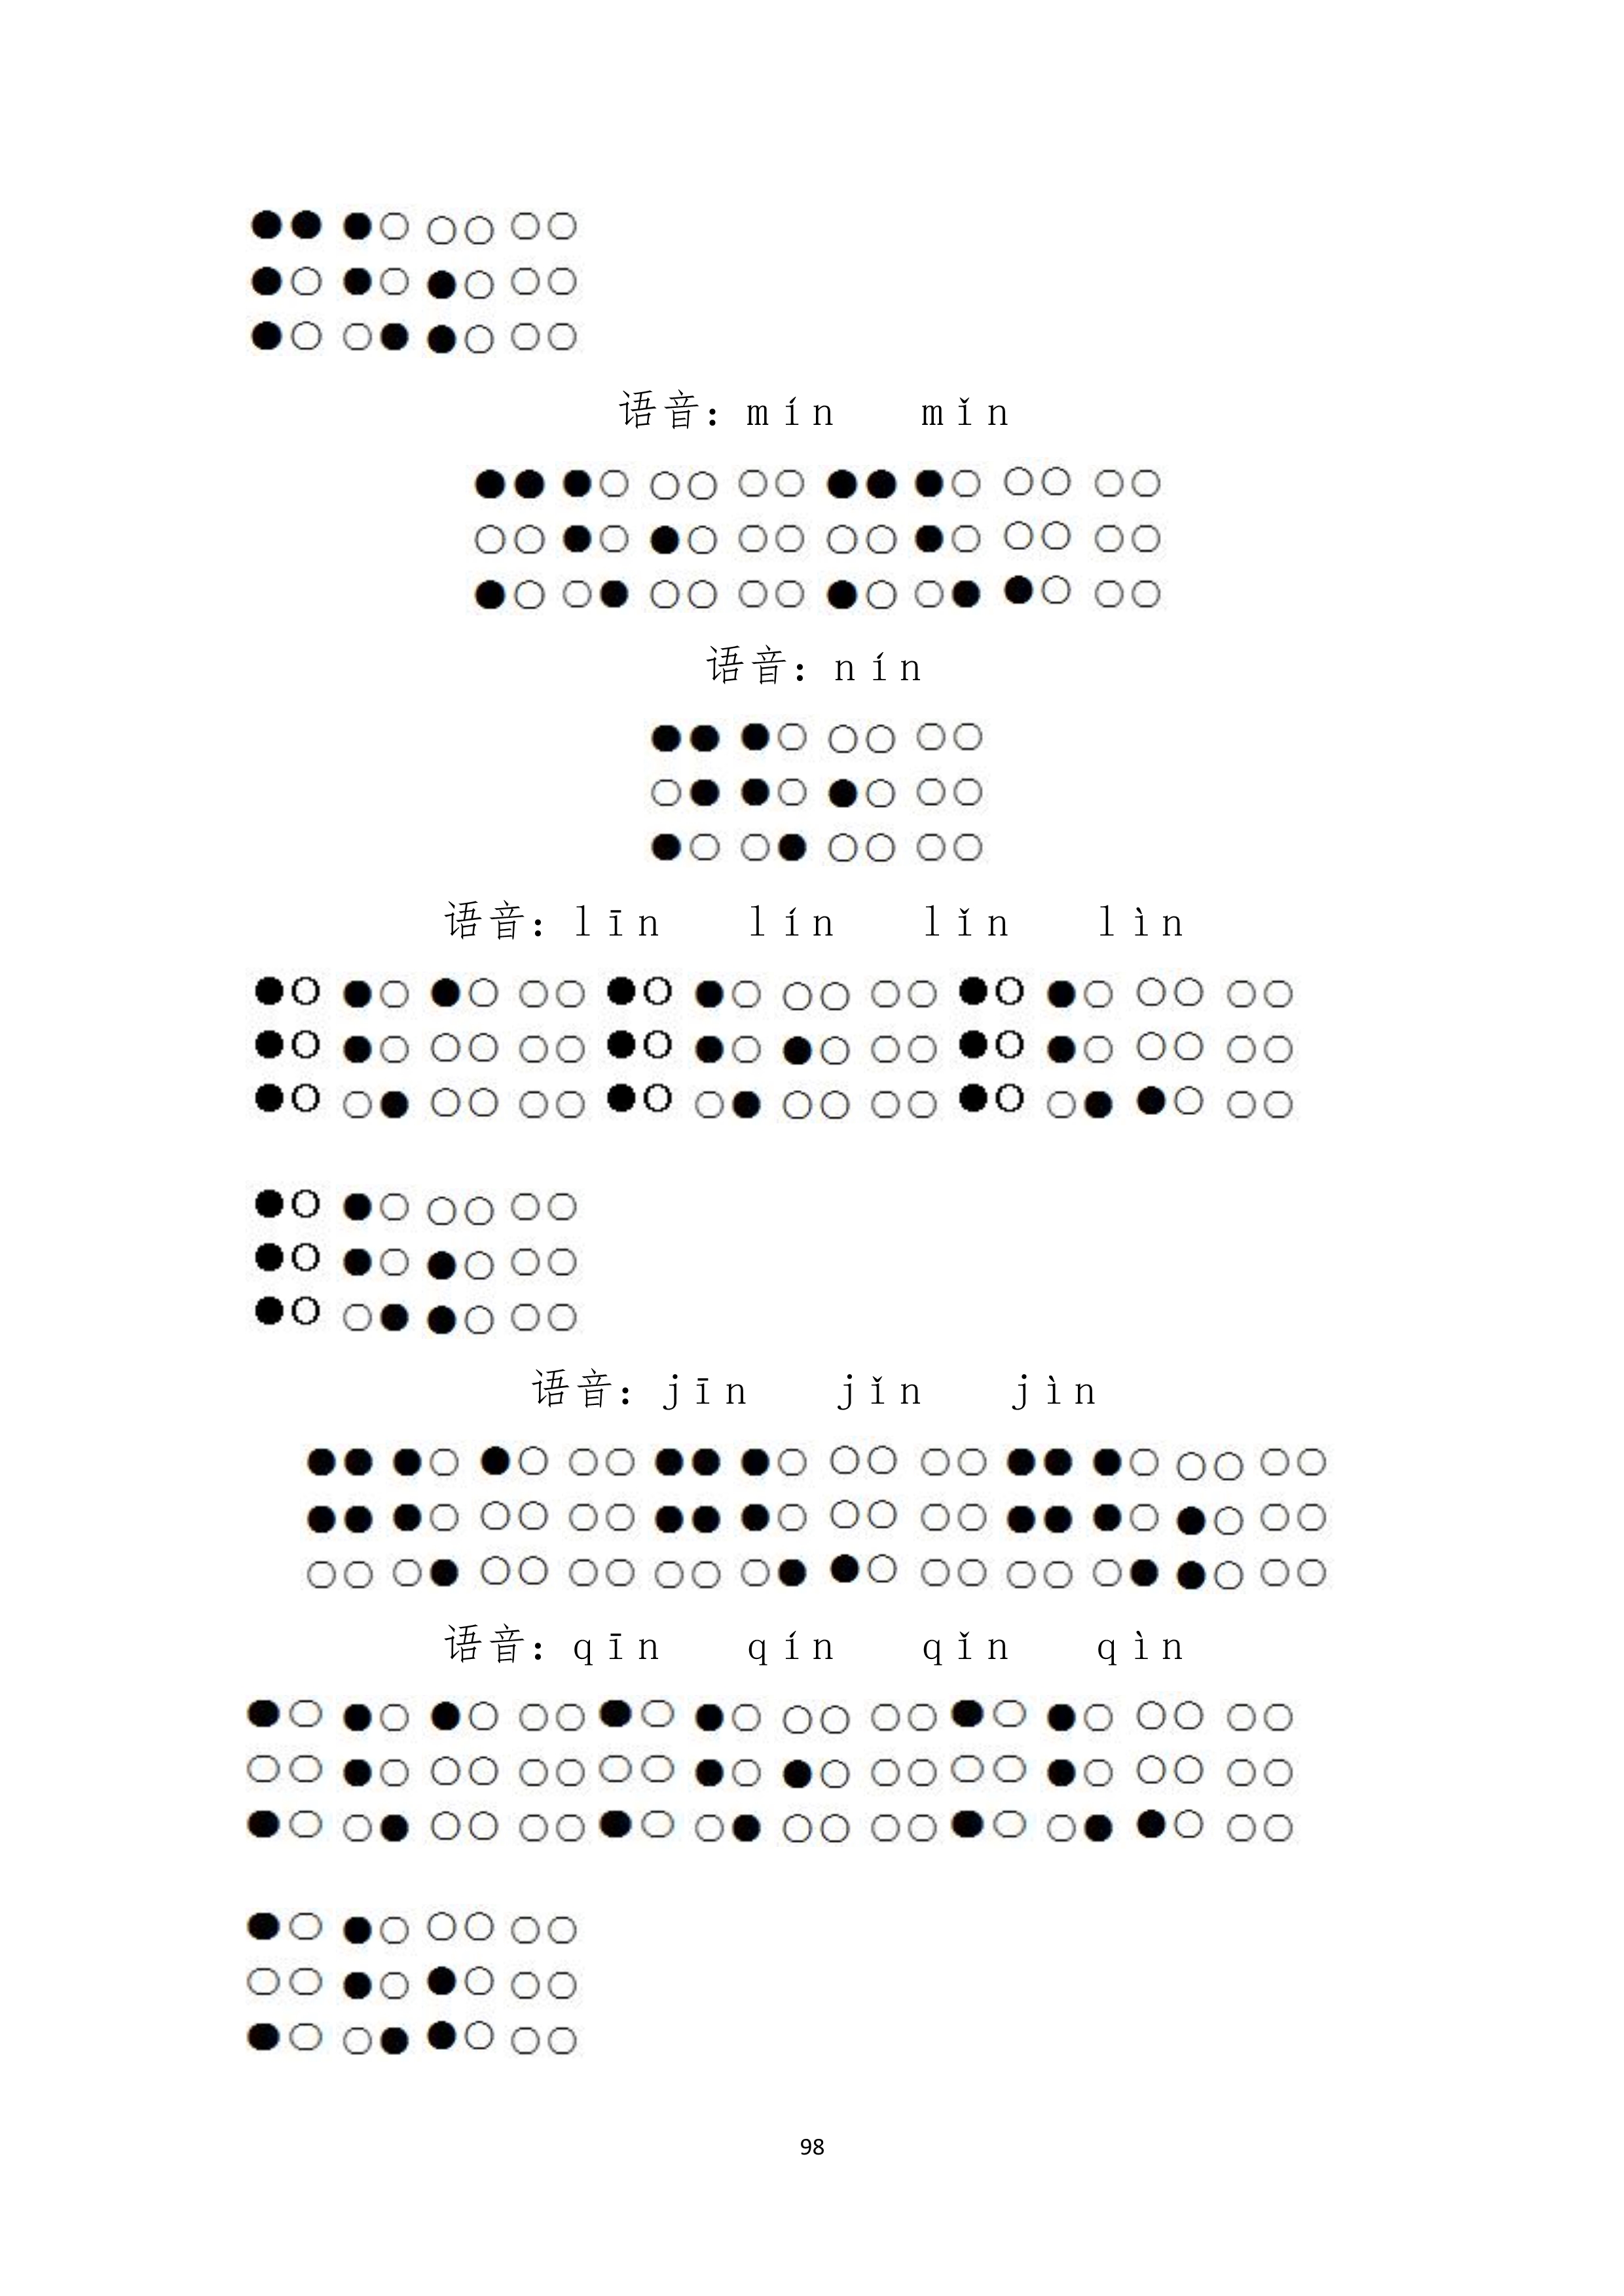 ●● ●○ ○○ ○○
●○ ●○ ●○ ○○
●○ ○● ●○ ○○
语音：mín mǐn
●● ●○ ○○ ○○ ●● ●○ ○○ ○○
○○ ●○ ●○ ○○ ○○ ●○ ○○ ○○
●○ ○● ○○ ○○ ●○ ○● ●○ ○○
语音：nín
●● ●○ ○○ ○○
○● ●○ ●○ ○○
●○ ○● ○○ ○○
语音：līn lín lǐn lìn
●○ ●○ ●○ ○○ ●○ ●○ ○○ ○○ ●○ ●○ ○○ ○○
●○ ●○ ○○ ○○ ●○ ●○ ●○ ○○ ●○ ●○ ○○ ○○
●○ ○● ○○ ○○ ●○ ○● ○○ ○○ ●○ ○● ●○ ○○
●○ ●○ ○○ ○○
●○ ●○ ●○ ○○
●○ ○● ●○ ○○
语音：jīn jǐn jìn
●● ●○ ●○ ○○ ●● ●○ ○○ ○○ ●● ●○ ○○ ○○
●● ●○ ○○ ○○ ●● ●○ ○○ ○○ ●● ●○ ●○ ○○
○○ ○● ○○ ○○ ○○ ○● ●○ ○○ ○○ ○● ●○ ○○
语音：qīn qín qǐn qìn
●○ ●○ ●○ ○○ ●○ ●○ ○○ ○○ ●○ ●○ ○○ ○○
○○ ●○ ○○ ○○ ○○ ●○ ●○ ○○ ○○ ●○ ○○ ○○
●○ ○● ○○ ○○ ●○ ○● ○○ ○○ ●○ ○● ●○ ○○
●○ ●○ ○○ ○○
○○ ●○ ●○ ○○
●○ ○● ●○ ○○
98